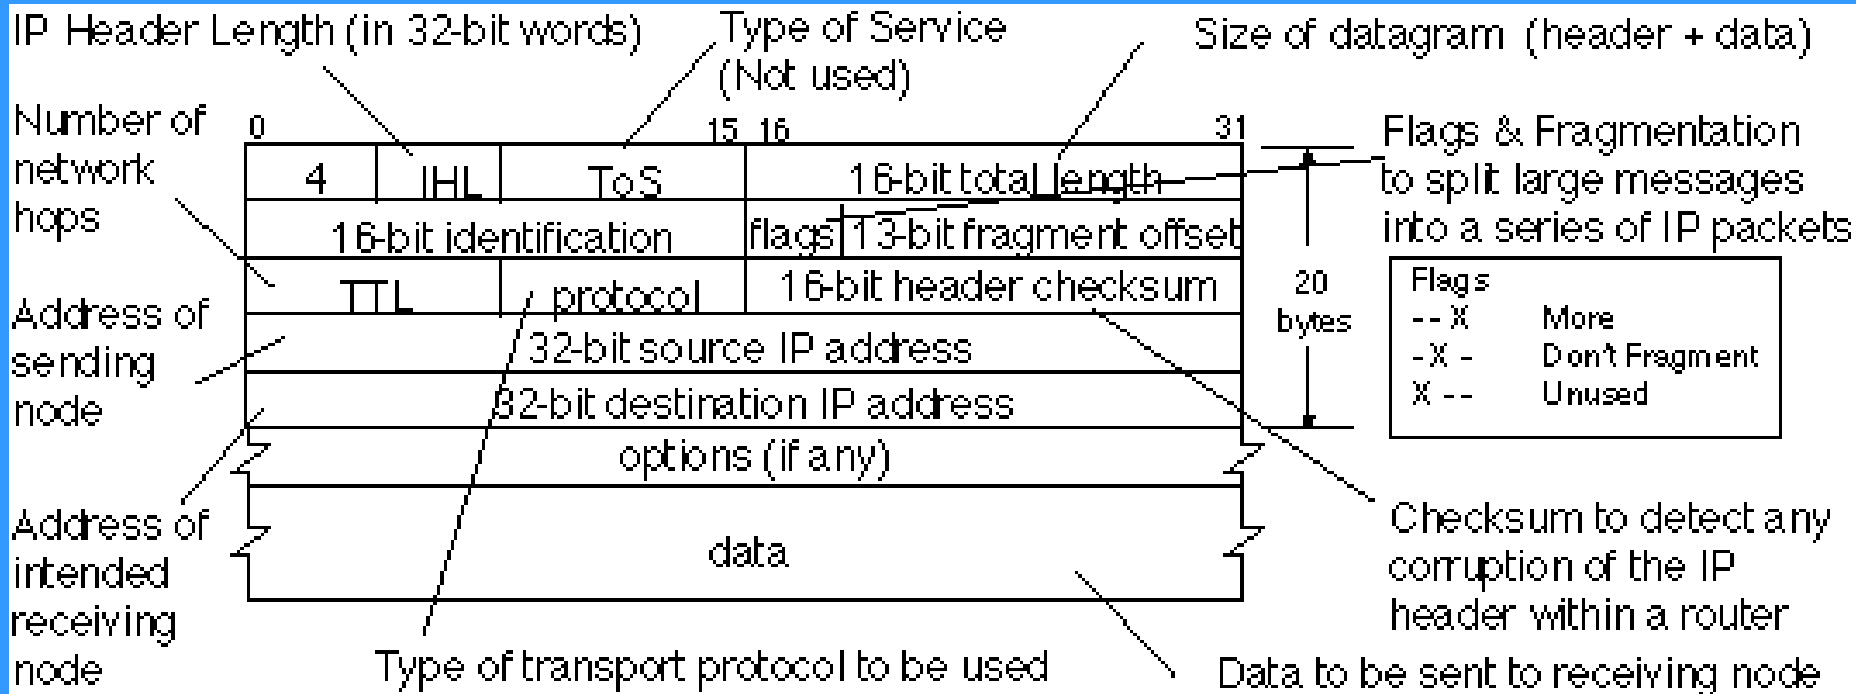 IP Header Length (in 32-bit words)
Type of Service
(Not used)
Size of datagram (header + data)
Number of
network
hops
0
15 16
31
Flags & Fragmentation
to split large messages
into a series of IP packets
4 IHL ToS 16-bit total length
16-bit identification flags 13-bit fragment offset
TTL protocol 16-bit header checksum
32-bit source IP address
32-bit destination IP address
options (if any)
data
20
bytes
Flags
- - X More
- X - Don't Fragment
X - - Unused
Address of
sending
node
Address of
intended
receiving
node
Checksum to detect any
corruption of the IP
header within a router
Type of transport protocol to be used
Data to be sent to receiving node